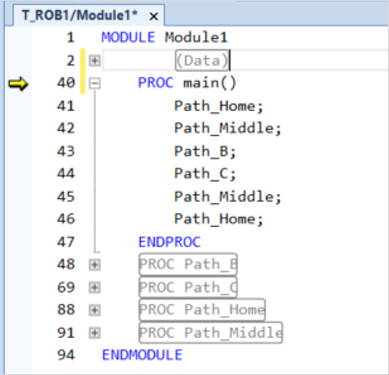 T_ROB1/Module1* x
1 MODULE Module1
2 (Data)
40 PROC main()
41 Path_Home;
42 Path_Middle;
43 Path_B;
44 Path_C;
45 Path_Middle;
46 Path_Home;
47 ENDPROC
48 PROC Path_B
69 PROC Path_C
88 PROC Path_Home
91 PROC Path_Middle
94 ENDMODULE